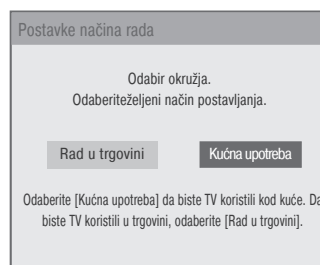 Postavke načina rada
Odabir okružja.
Odaberiteželjeni način postavljanja.
Rad u trgovini
Kućna upotreba
Odaberite [Kućna upotreba] da biste TV koristili kod kuće. Da
biste TV koristili u trgovini, odaberite [Rad u trgovini].